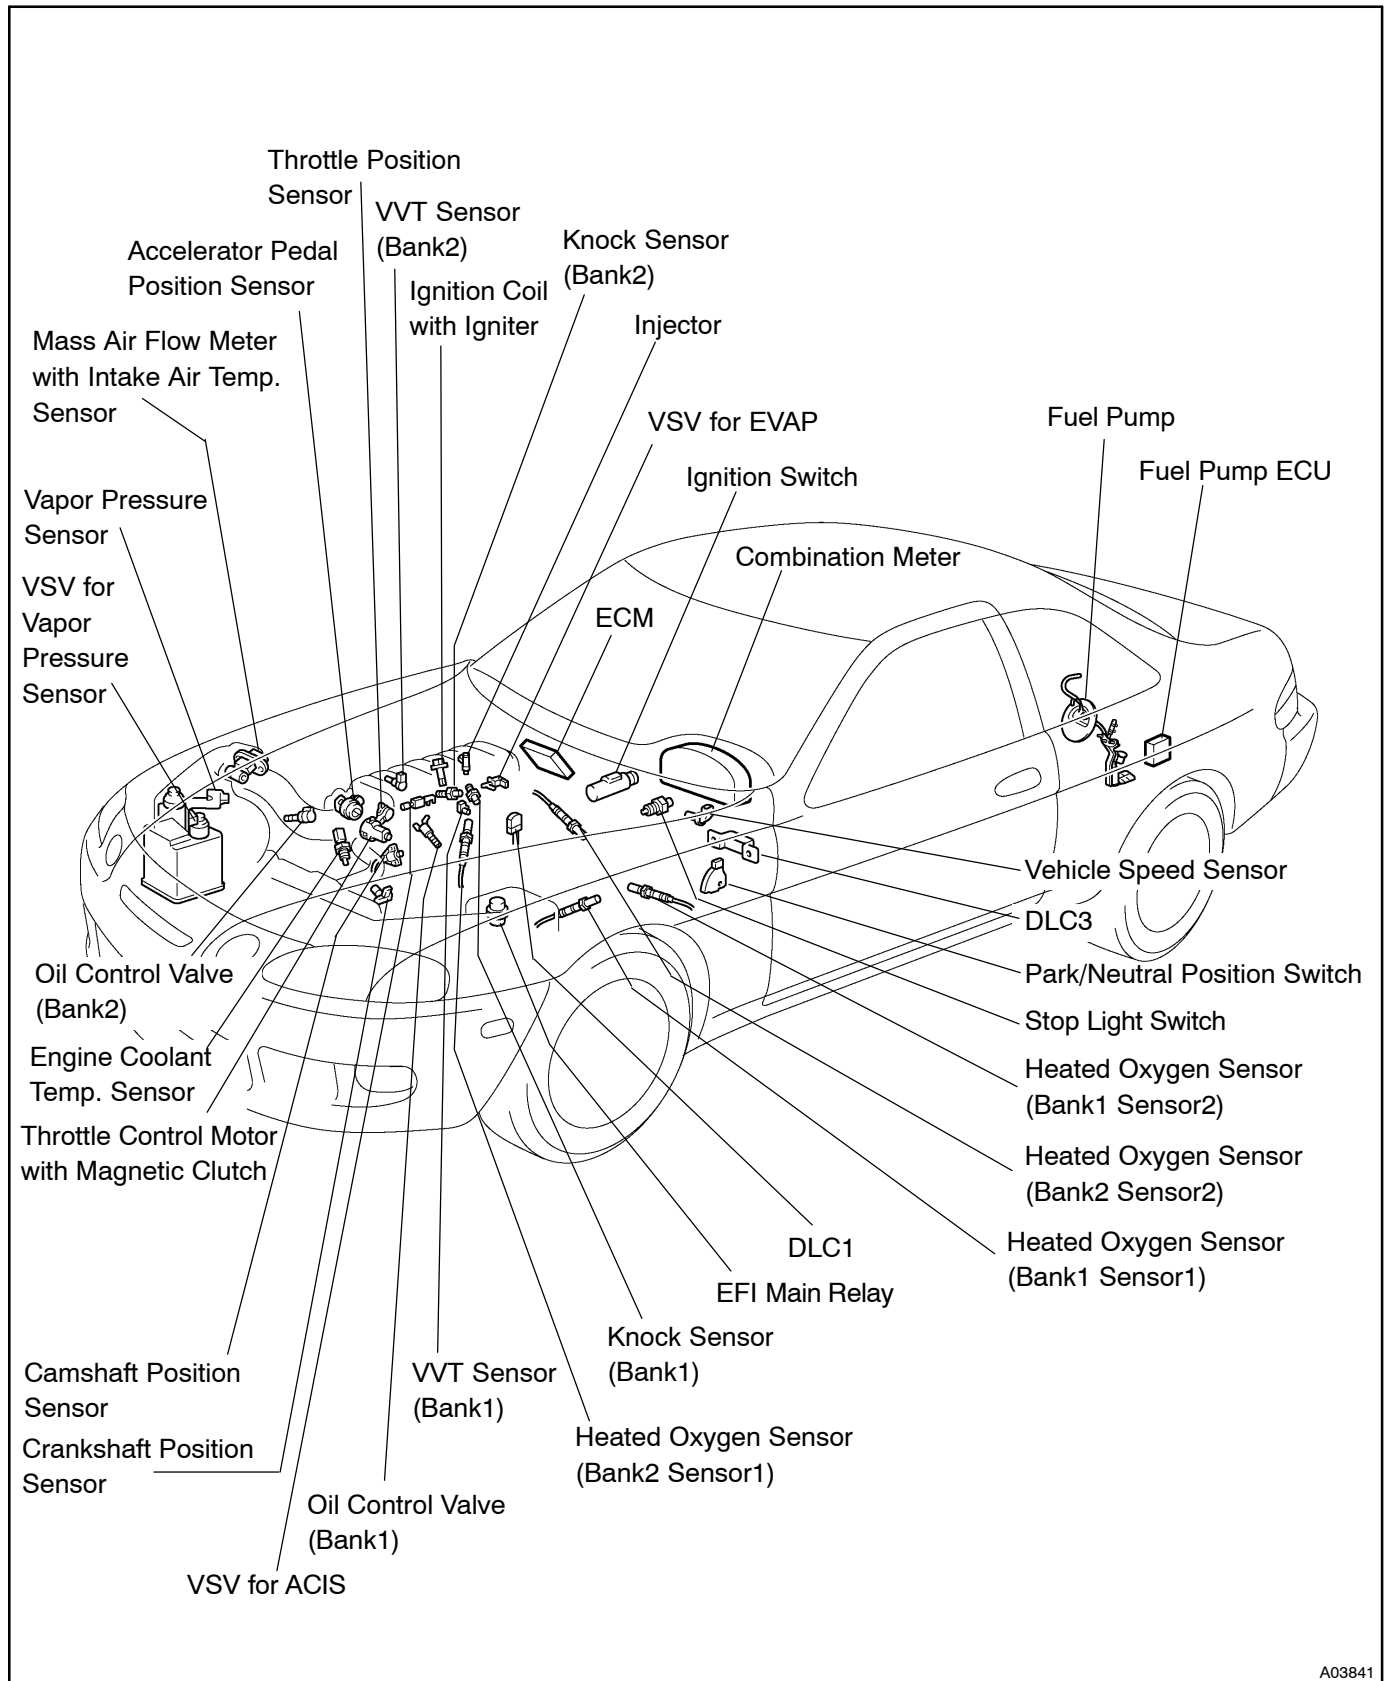 Throttle Position
Sensor
VVT Sensor
(Bank2)
Knock Sensor
(Bank2)
Accelerator Pedal
Position Sensor
Ignition Coil
with Igniter
Injector
Mass Air Flow Meter
with Intake Air Temp.
Sensor
VSV for EVAP
Fuel Pump
Ignition Switch
Fuel Pump ECU
Vapor Pressure
Sensor
Combination Meter
VSV for
Vapor
Pressure
Sensor
ECM
Vehicle Speed Sensor
DLC3
Oil Control Valve
(Bank2)
Park/Neutral Position Switch
Stop Light Switch
Engine Coolant
Temp. Sensor
Heated Oxygen Sensor
(Bank1 Sensor2)
Throttle Control Motor
with Magnetic Clutch
Heated Oxygen Sensor
(Bank2 Sensor2)
DLC1
Heated Oxygen Sensor
(Bank1 Sensor1)
EFI Main Relay
Knock Sensor
(Bank1)
Camshaft Position
Sensor
VVT Sensor
(Bank1)
Crankshaft Position
Sensor
Heated Oxygen Sensor
(Bank2 Sensor1)
Oil Control Valve
(Bank1)
VSV for ACIS
A03841